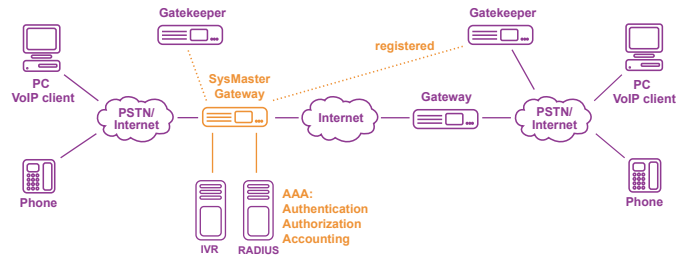 Gatekeeper
Gatekeeper
registered
SysMaster
Gateway
PC
VoIP client
PSTN/
Internet
Internet
Gateway
PSTN/
Internet
PC
VoIP client
Phone
Phone
AAA:
Authentication
Authorization
Accounting
IVR
RADIUS